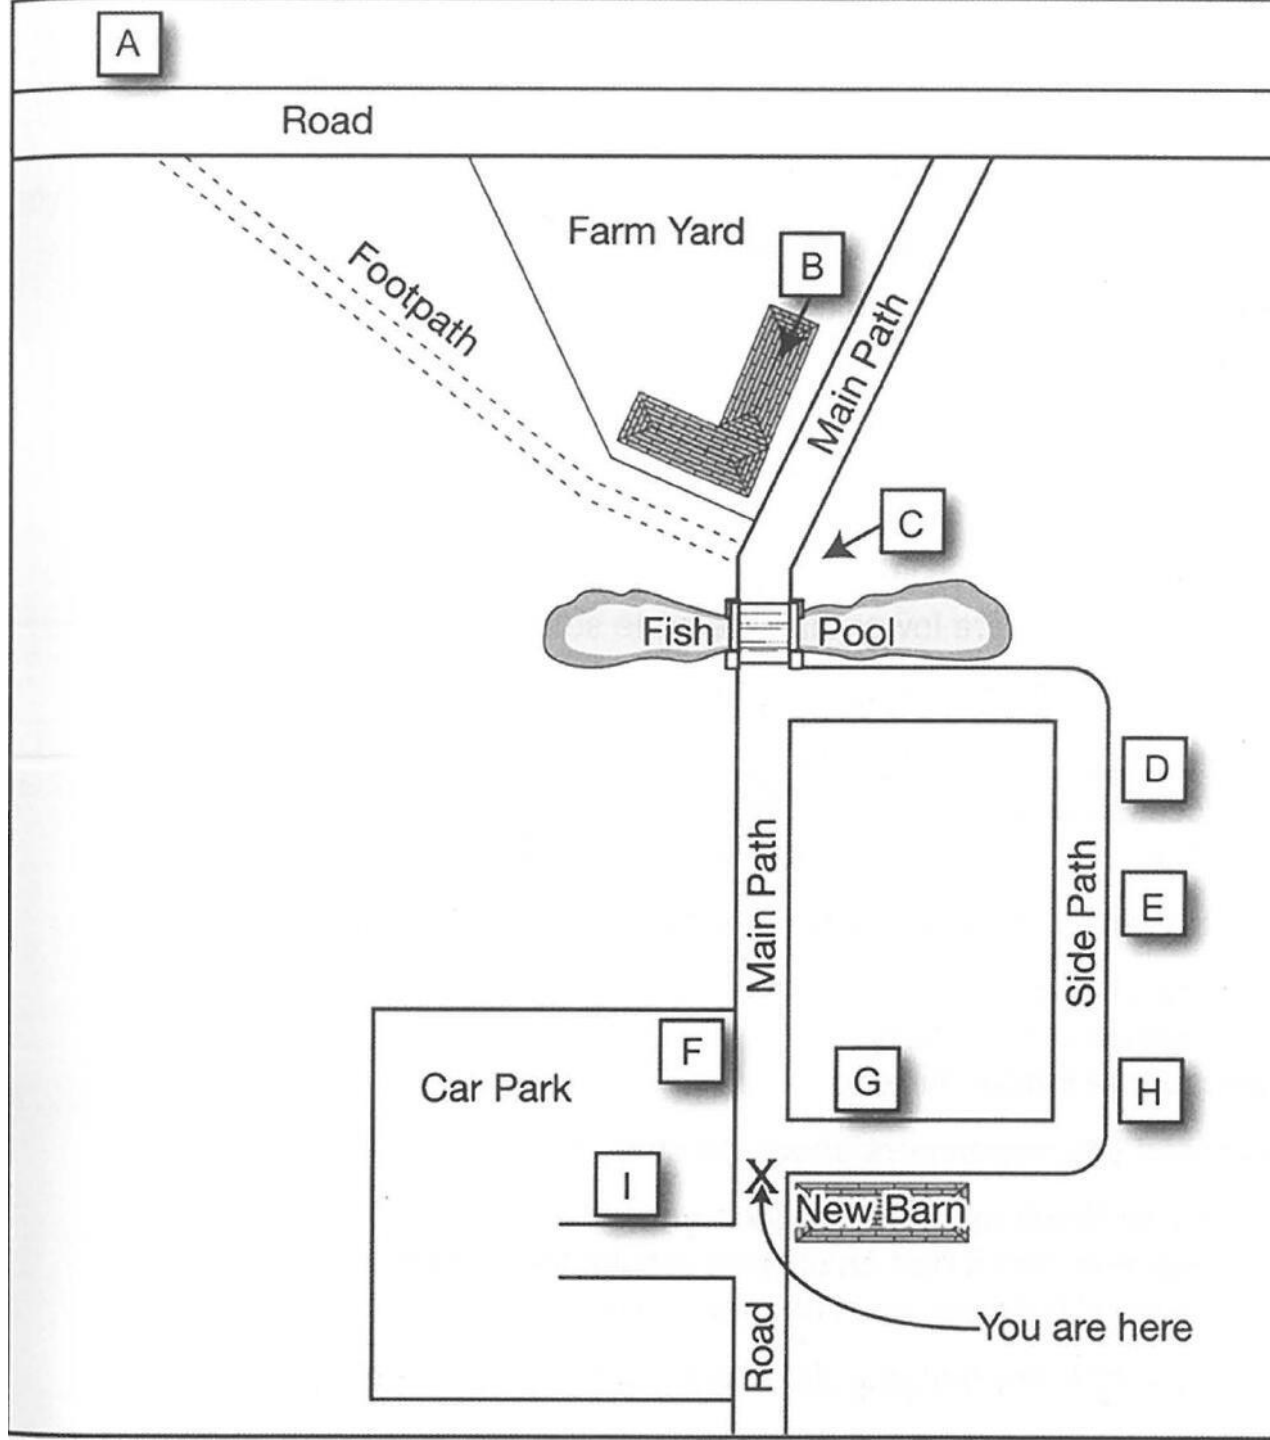 A
Road
Farm Yard
B
Footpath
Main Path
C
Fish Pool
D
Main Path
Side Path
E
F
Car Park
G
H
I
X
New Barn
You are here
Road